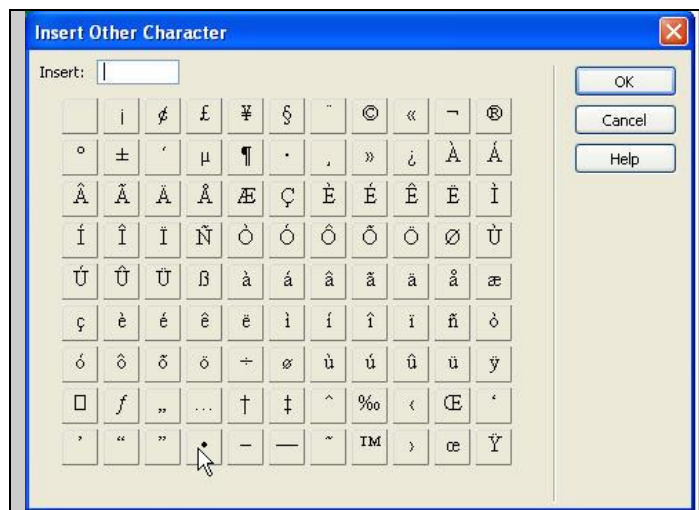 Insert Other Character
Insert:
OK
¡ ¢ £ ¥ § ¨ © « ¬ ®
Cancel
° ± ´ µ ¶ · ¸ » ¿ À Á
Help
Â Ã Ä Å Æ Ç È É Ê Ë Ì
Í Î Ï Ñ Ò Ó Ô Õ Ö Ø Ù
Ú Û Ü ß à á â ã ä å æ
ç è é ê ë ì í î ï ñ ò
ó ô õ ö ÷ ø ù ú û ü ÿ
ƒ „ … † ‡ ˆ ‰ ‹ Œ ‘
’ “ ” • – — ˜ ™ › œ Ÿ